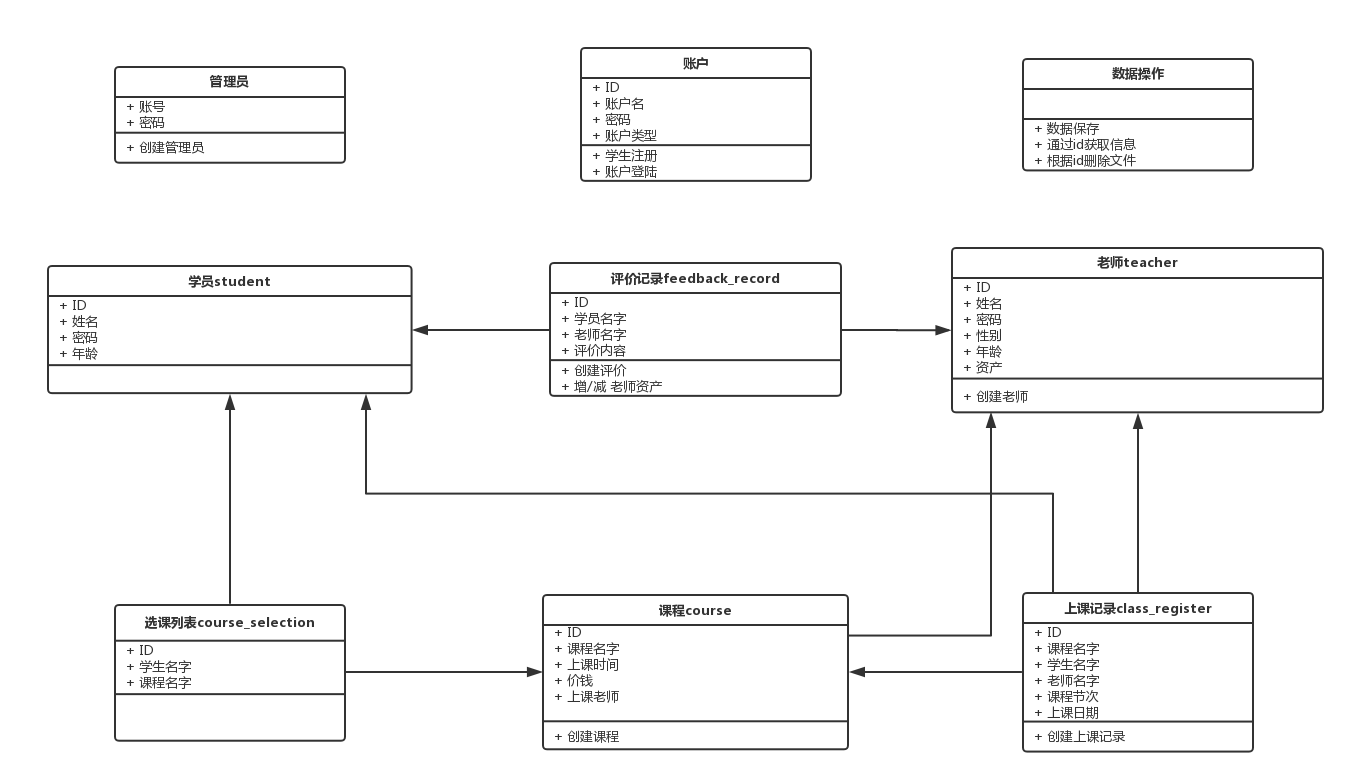 管理员
+ 账号
+ 密码
+ 创建管理员
账户
+ ID
+ 账户名
+ 密码
+ 账户类型
+ 学生注册
+ 账户登陆
数据操作
+ 数据保存
+ 通过id获取信息
+ 根据id删除文件
学员student
+ ID
+ 姓名
+ 密码
+ 年龄
评价记录feedback_record
+ ID
+ 学员名字
+ 老师名字
+ 评价内容
+ 创建评价
+ 增/减 老师资产
老师teacher
+ ID
+ 姓名
+ 密码
+ 性别
+ 年龄
+ 资产
+ 创建老师
选课列表course_selection
+ ID
+ 学生名字
+ 课程名字
课程course
+ ID
+ 课程名字
+ 上课时间
+ 价钱
+ 上课老师
+ 创建课程
上课记录class_register
+ ID
+ 课程名字
+ 学生名字
+ 老师名字
+ 课程节次
+ 上课日期
+ 创建上课记录